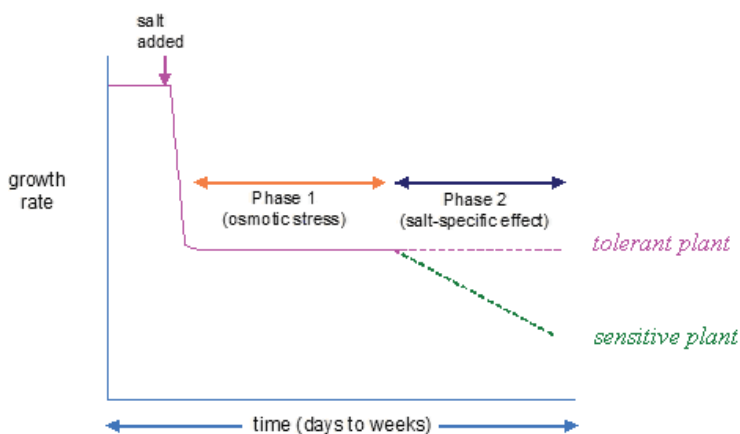 salt
added
growth
rate
Phase 1
(osmotic stress)
Phase 2
(salt-specific effect)
tolerant plant
sensitive plant
time (days to weeks)